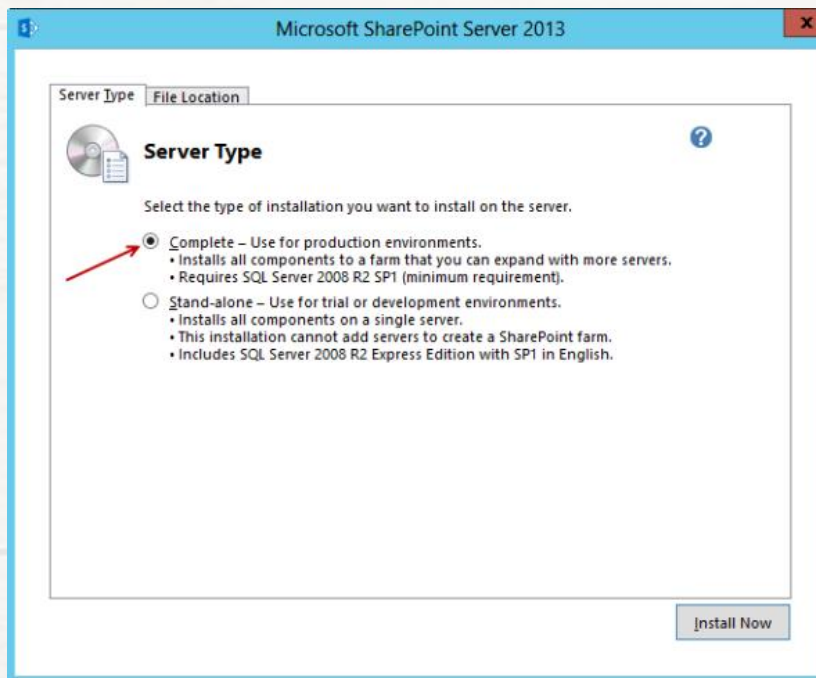 Microsoft SharePoint Server 2013
Server Type
File Location
Server Type
Select the type of installation you want to install on the server.
Complete – Use for production environments.
• Installs all components to a farm that you can expand with more servers.
• Requires SQL Server 2008 R2 SP1 (minimum requirement).
Stand-alone – Use for trial or development environments.
• Installs all components on a single server.
• This installation cannot add servers to create a SharePoint farm.
• Includes SQL Server 2008 R2 Express Edition with SP1 in English.
Install Now